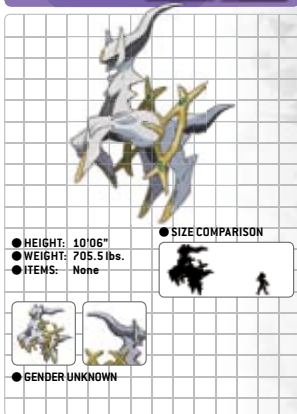 ● SIZE COMPARISON
● HEIGHT: 10'06"
● WEIGHT: 705.5 lbs.
● ITEMS: None
● GENDER UNKNOWN